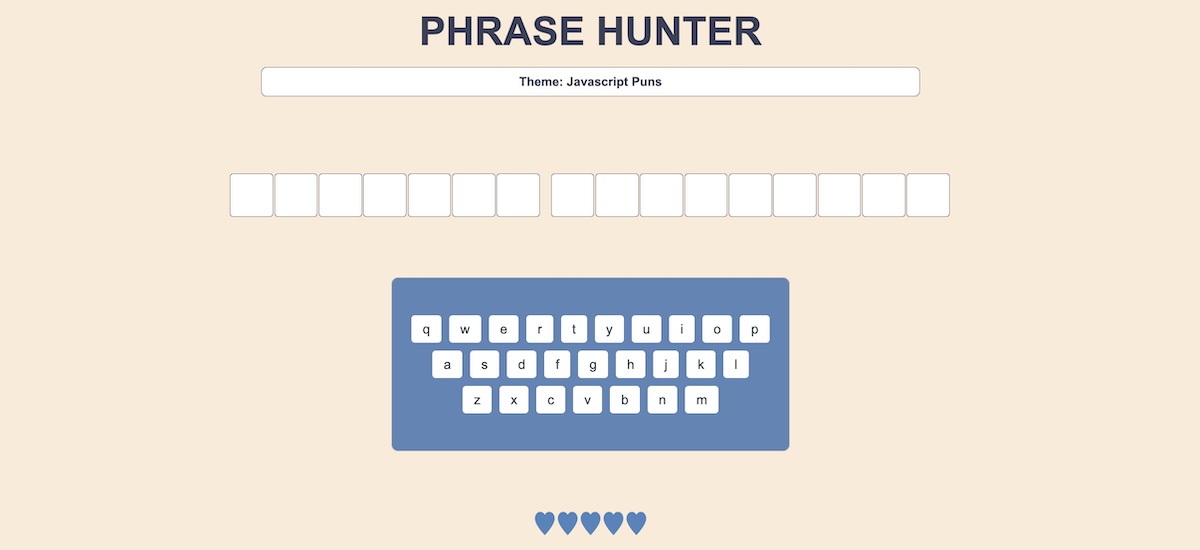 PHRASE HUNTER
Theme: Javascript Puns
q w e r t y u i o p
a s d f g h j k l
z x c v b n m